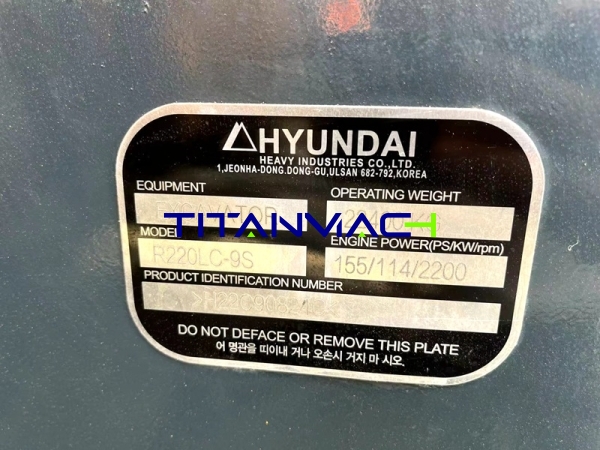 HYUNDAI
HEAVY INDUSTRIES CO., LTD.
1,JEONHA-DONG.DONG-GU,ULSAN 682-792,KOREA
EQUIPMENT OPERATING WEIGHT
EXCAVATOR
TITANMACH
MODEL ENGINE POWER(PS/KW/rpm)
R220LC-9S 155/114/2200
PRODUCT IDENTIFICATION NUMBER
DO NOT DEFACE OR REMOVE THIS PLATE
어 명관을 띠이내 거나 오손시 거지 마 시오.